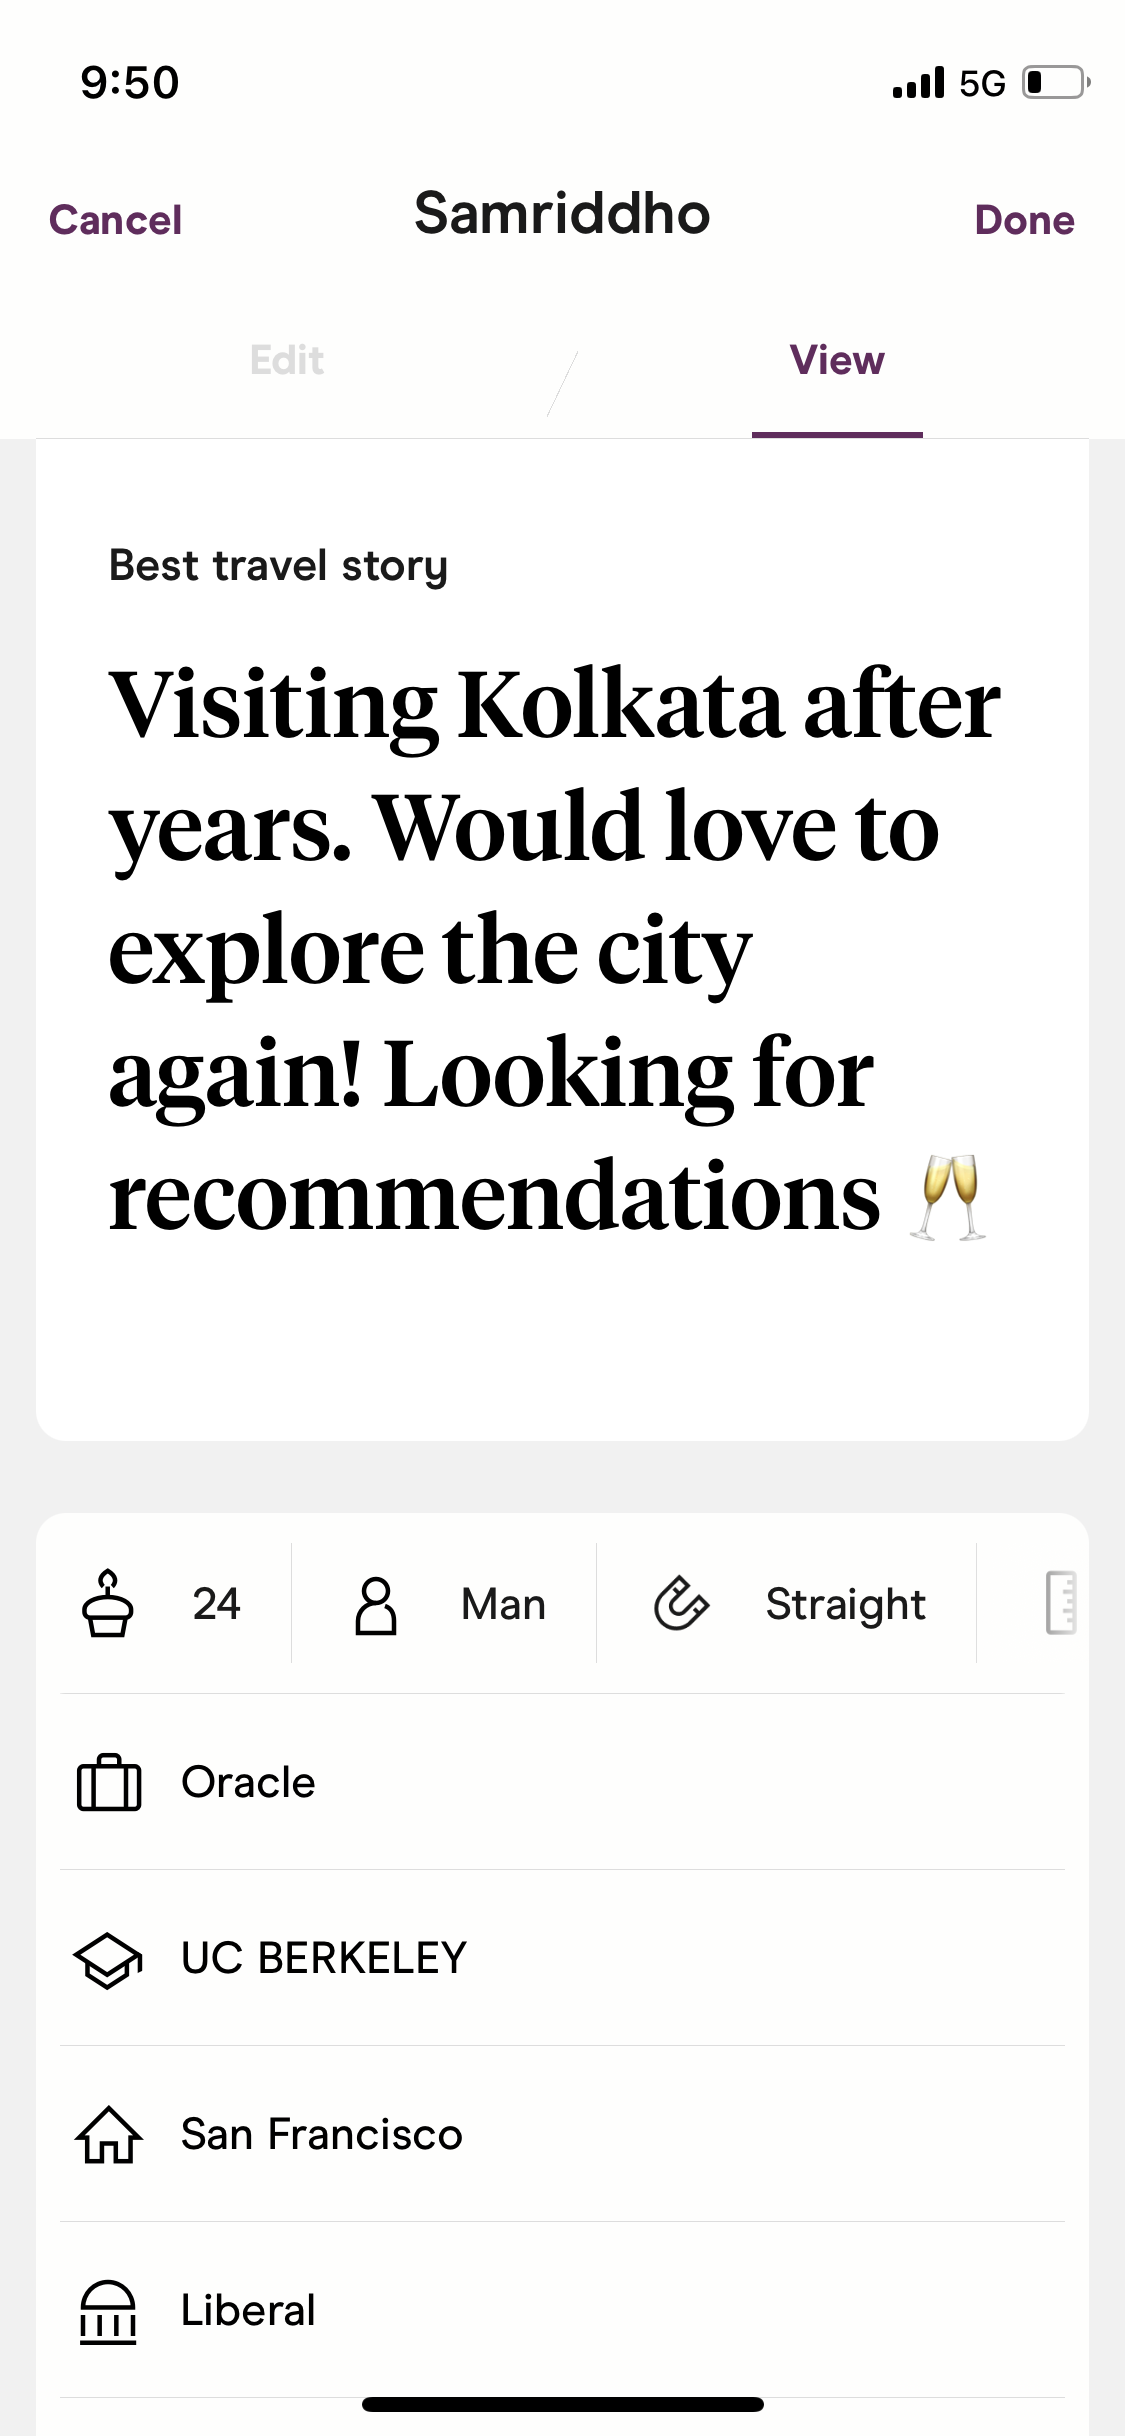 9:50
5G
Cancel
Samriddho
Done
Edit
View
Best travel story
Visiting Kolkata after
years. Would love to
explore the city
again! Looking for
recommendations 🥂
24
Man
Straight
Oracle
UC BERKELEY
San Francisco
Liberal